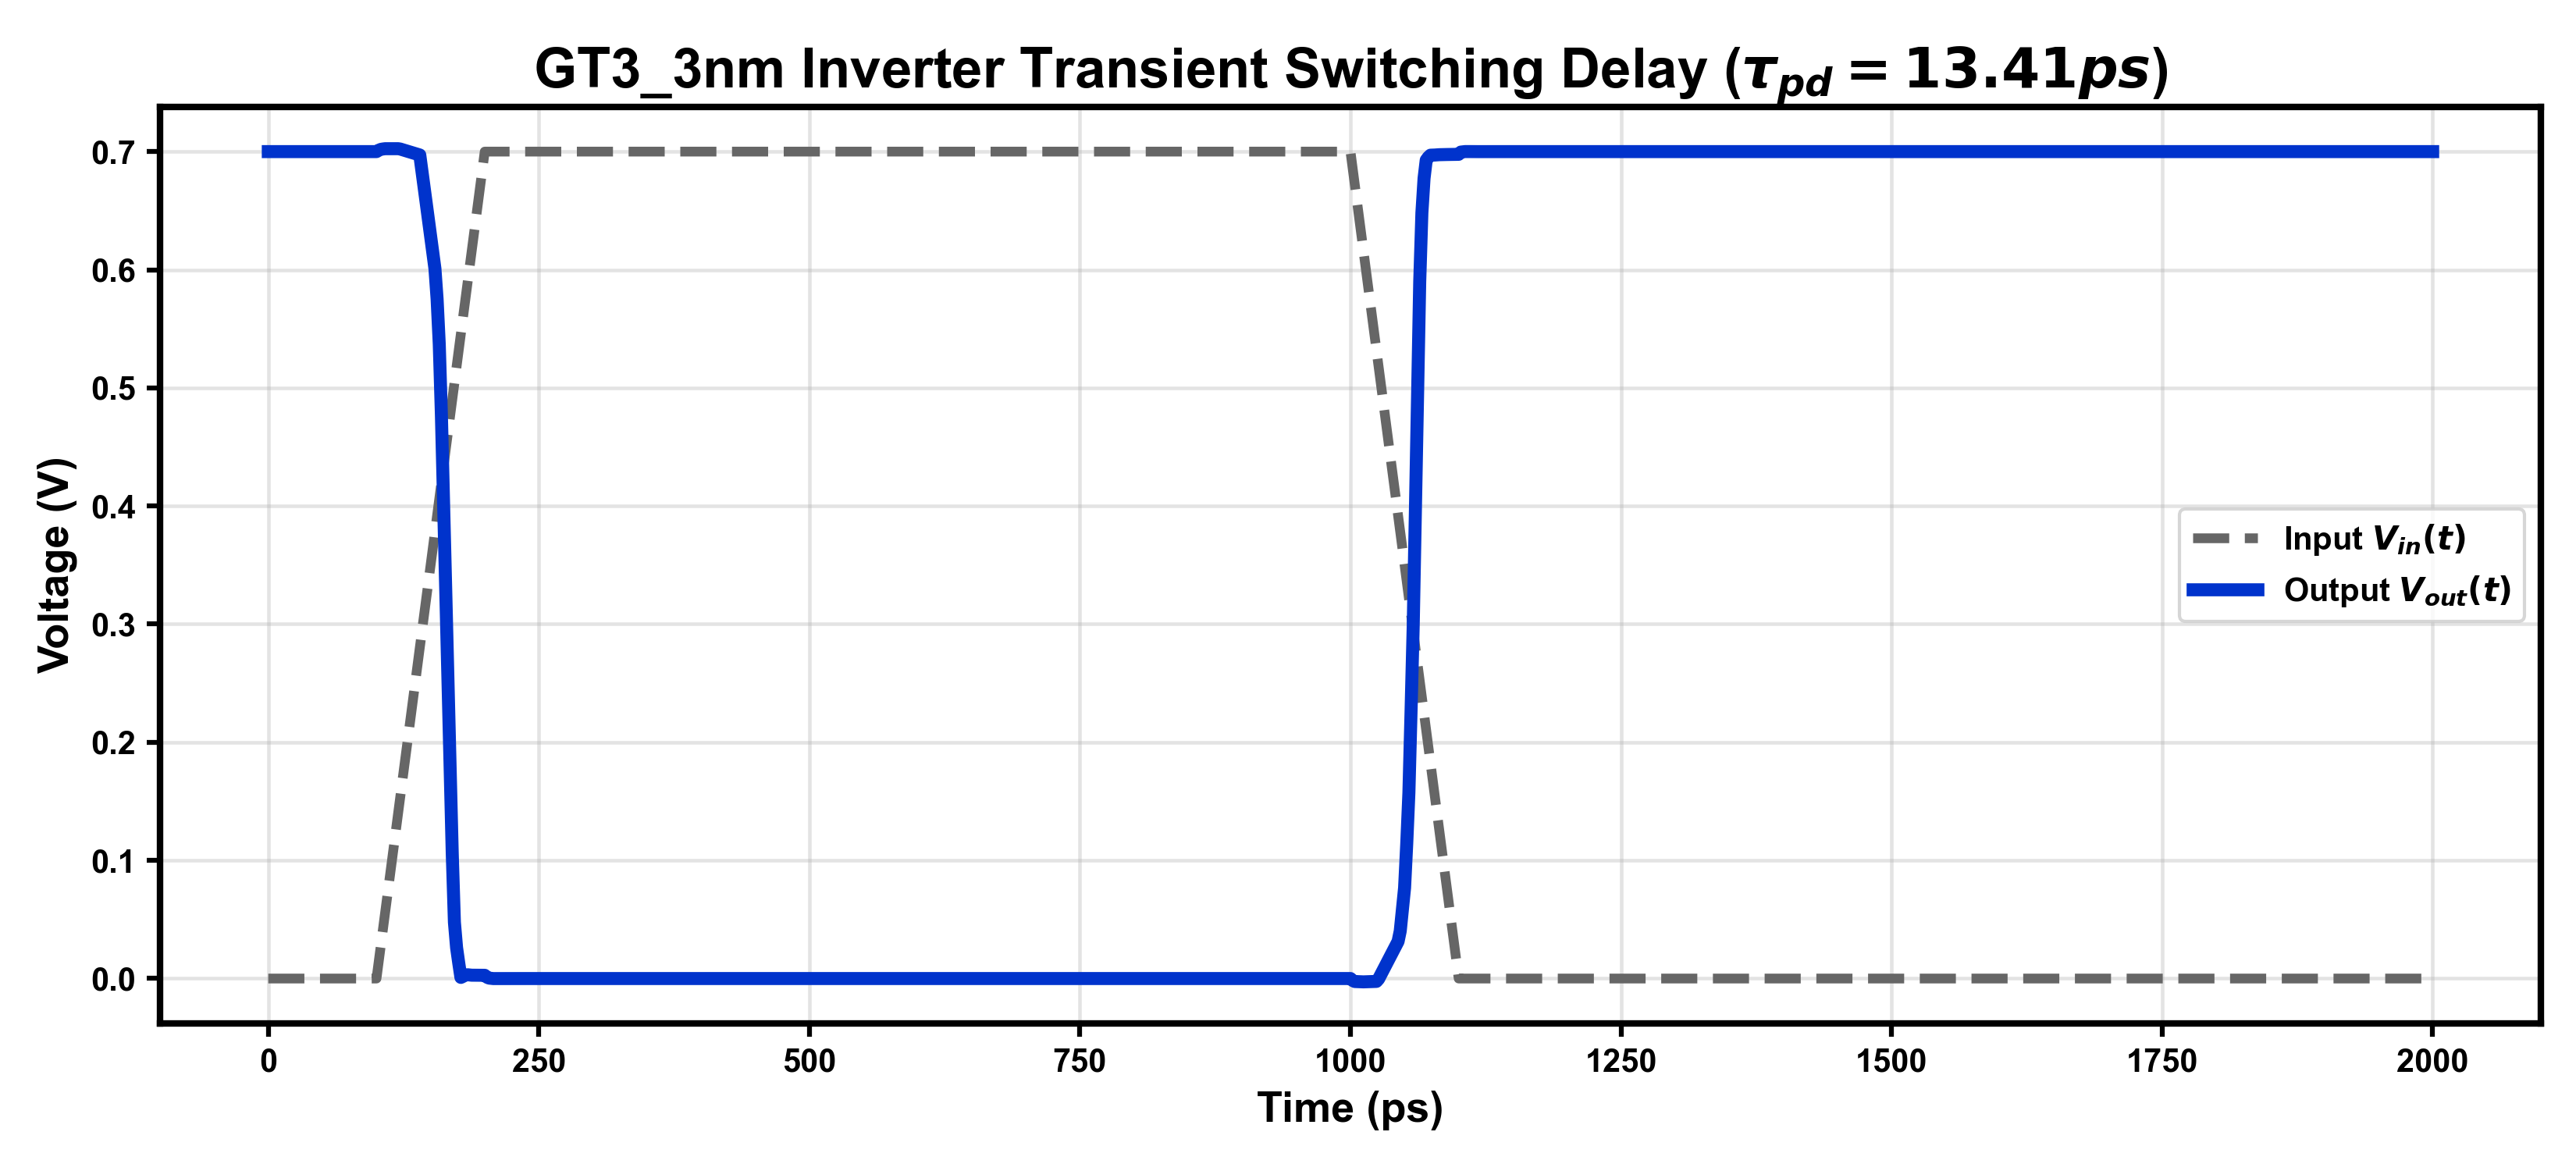 GT3_3nm Inverter Transient Switching Delay (τpd = 13.41ps)
Voltage (V)
0.7
0.6
0.5
0.4
0.3
0.2
0.1
0.0
Input Vin(t)
Output Vout(t)
0 250 500 750 1000 1250 1500 1750 2000
Time (ps)